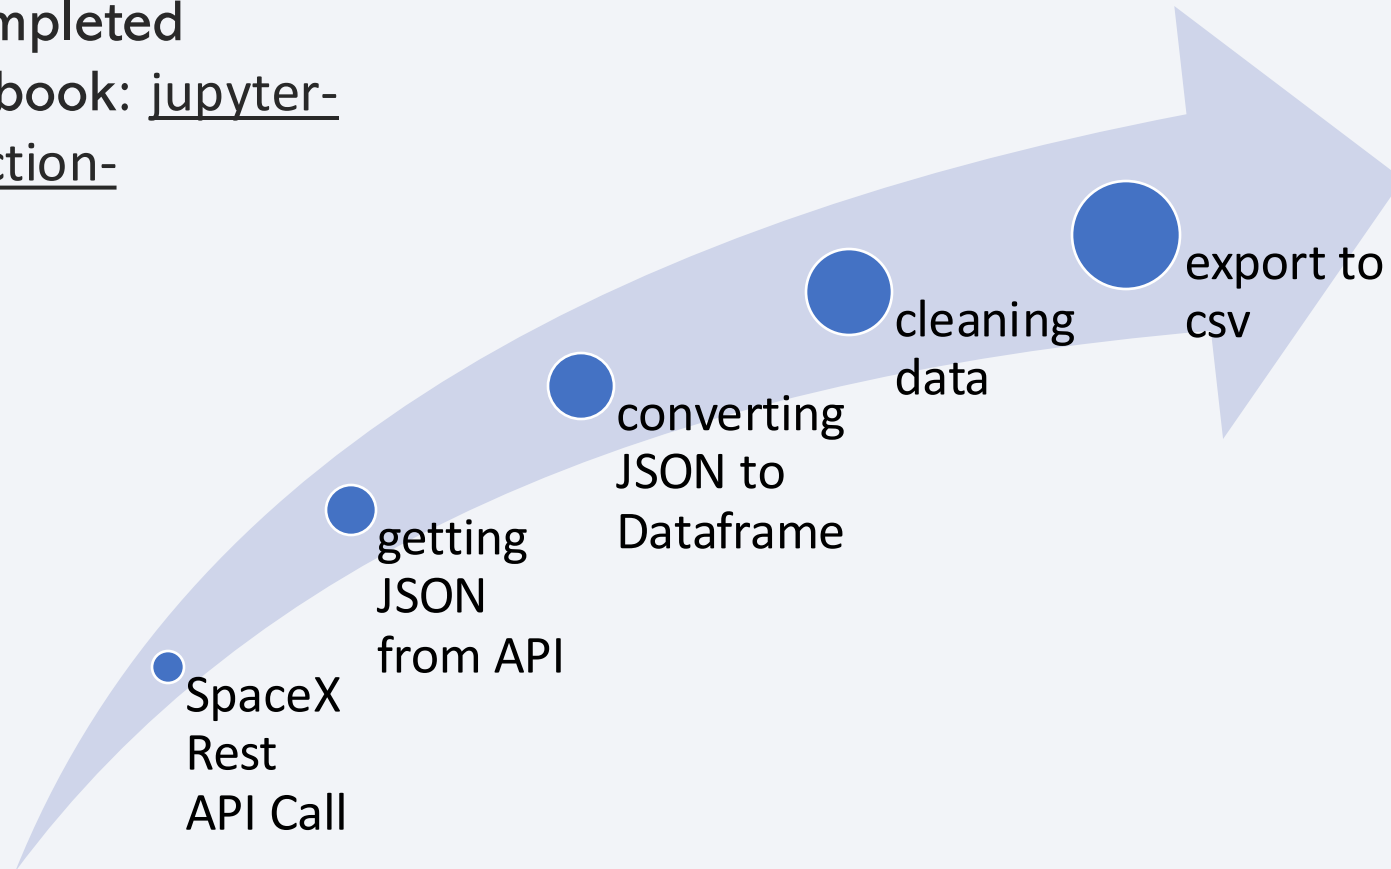 mpleted
book: jupyter-
ction-
SpaceX
Rest
API Call
getting
JSON
from API
converting
JSON to
Dataframe
cleaning
data
export to
csv